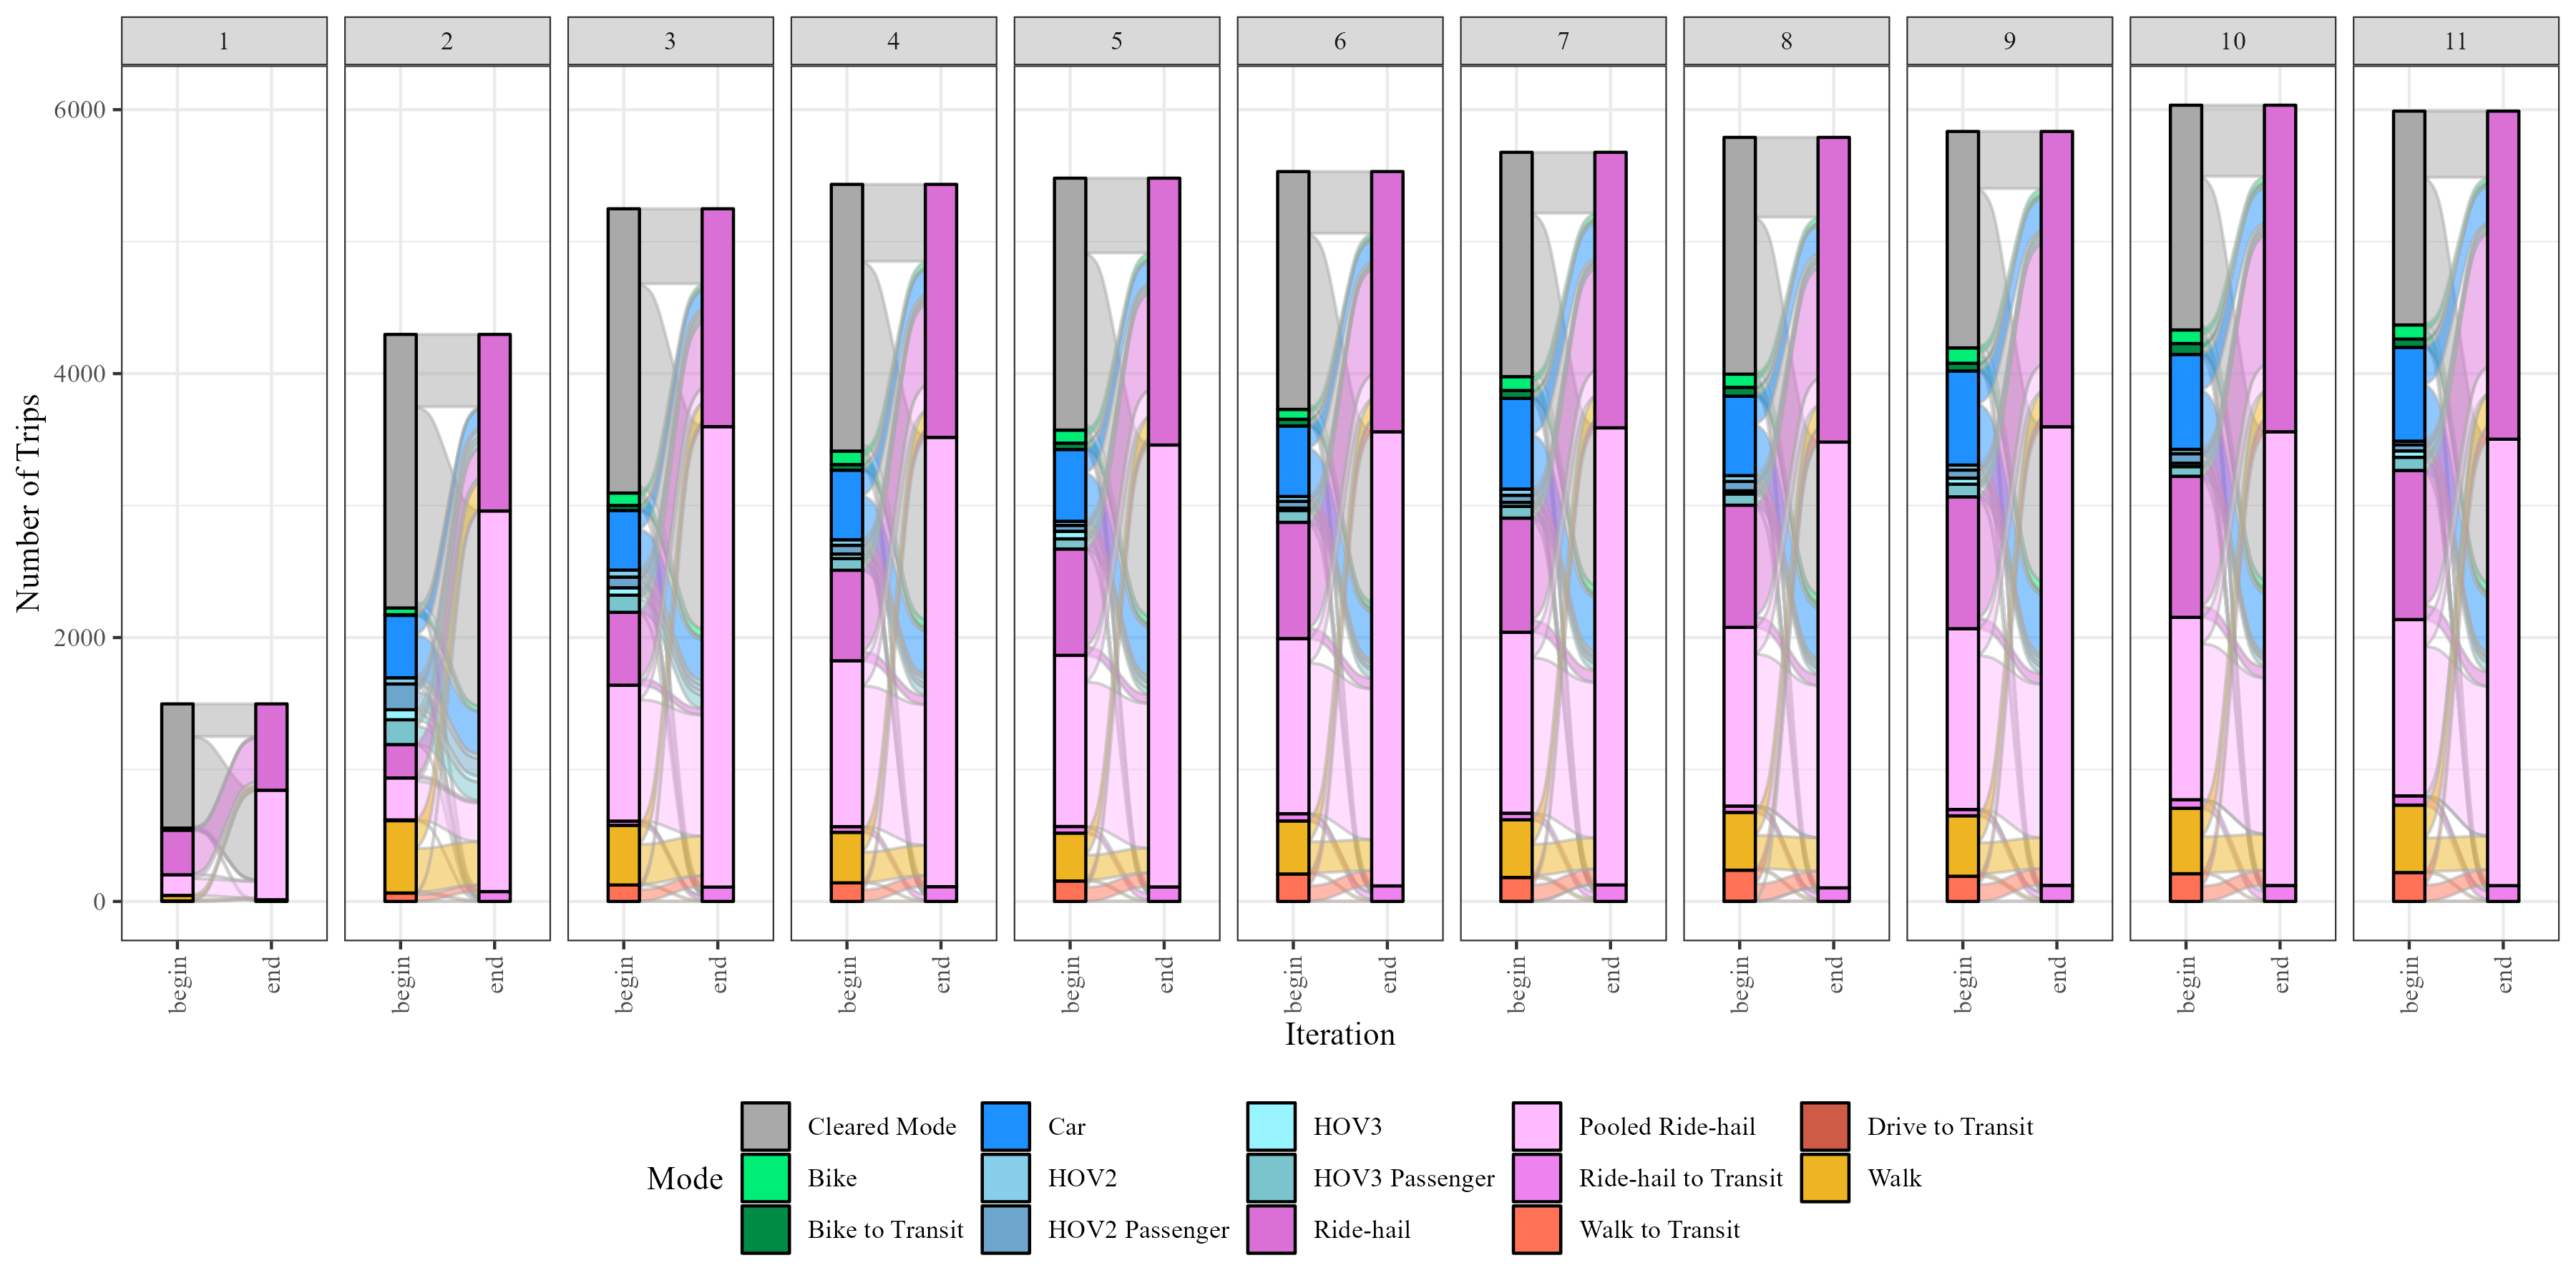 1 2 3 4 5 6 7 8 9 10 11
6000
4000
2000
0
Number of Trips
begin end begin end begin end begin end begin end begin end begin end begin end begin end begin end begin end
Iteration
Mode
Cleared Mode Car HOV3 Pooled Ride-hail Drive to Transit
Bike HOV2 HOV3 Passenger Ride-hail to Transit Walk
Bike to Transit HOV2 Passenger Ride-hail Walk to Transit